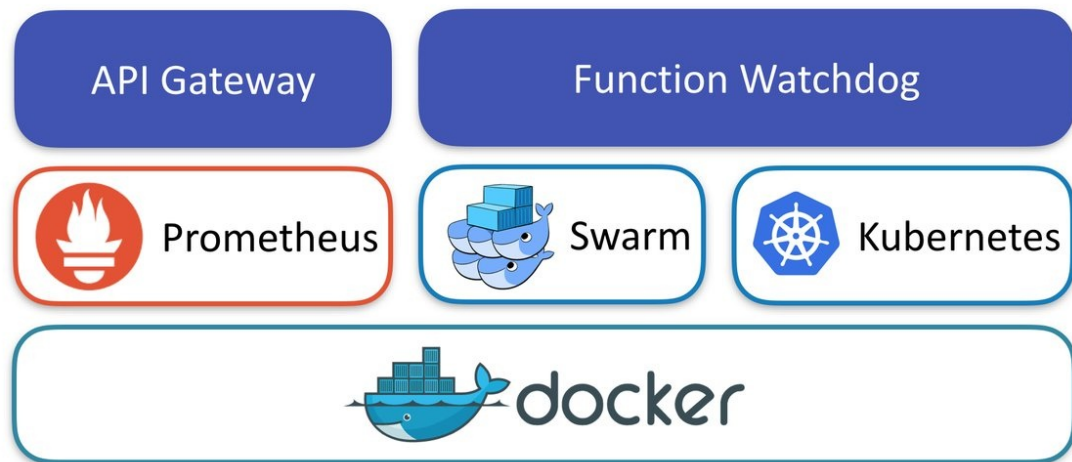 API Gateway
Function Watchdog
Prometheus
Swarm
Kubernetes
docker